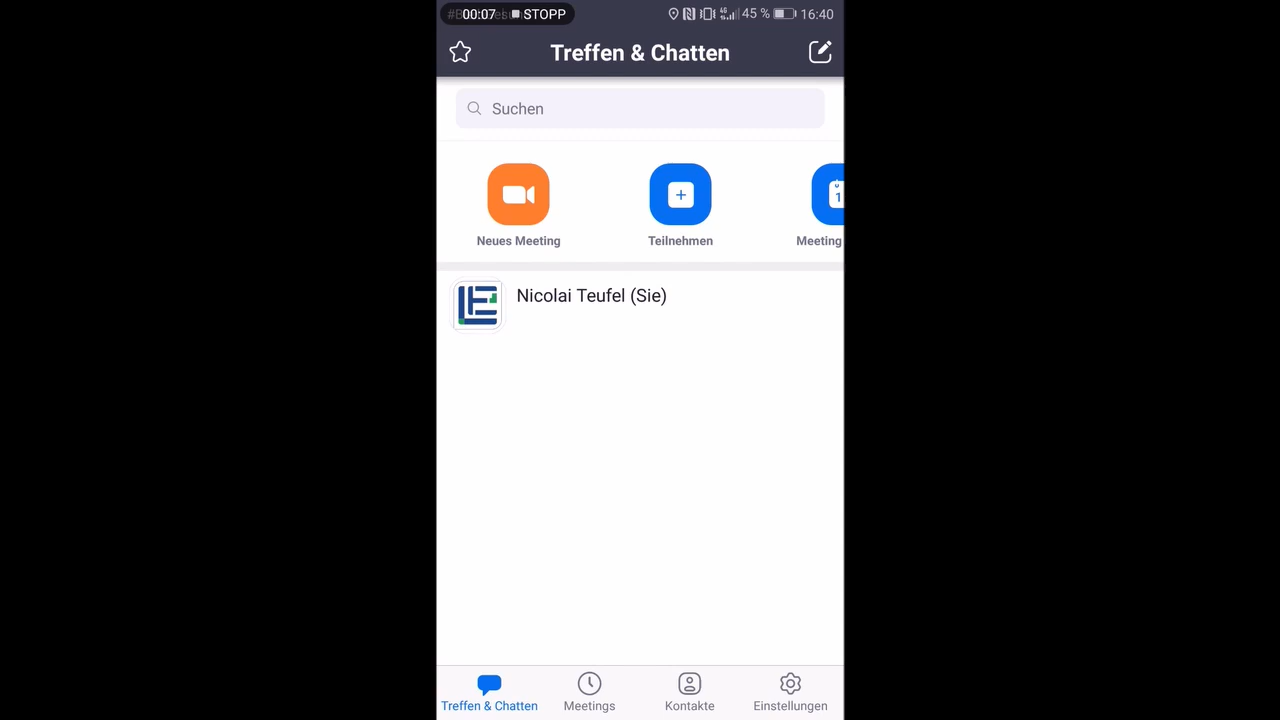 00:07 STOPP 45 % 16:40
Treffen & Chatten
Suchen
Neues Meeting
Teilnehmen
Meeting
Nicolai Teufel (Sie)
Treffen & Chatten
Meetings
Kontakte
Einstellungen